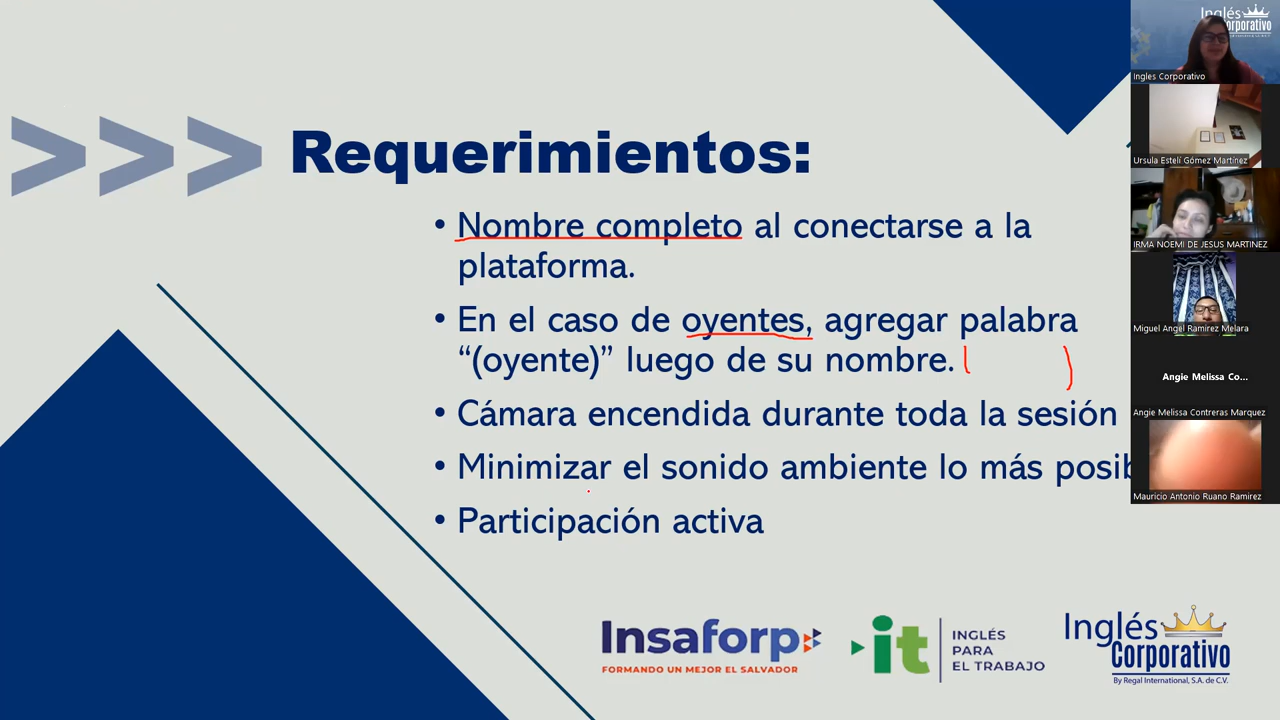 >>> Requerimientos:
• Nombre completo al conectarse a la
plataforma.
• En el caso de oyentes, agregar palabra
“(oyente)” luego de su nombre. ( )
• Cámara encendida durante toda la sesión
• Minimizar el sonido ambiente lo más posib
• Participación activa
Insaforp
FORMANDO UN MEJOR EL SALVADOR
it
INGLÉS
PARA
EL TRABAJO
Inglés
Corporativo
By Regal International, S.A. de C.V.
Inglés
Corporativo
Ingles Corporativo
Ursula Estelí Gómez Martínez
IRMA NOEMI DE JESUS MARTINEZ
Miguel Angel Ramirez Melara
Angie Melissa Co...
Angie Melissa Contreras Marquez
Mauricio Antonio Ruano Ramirez